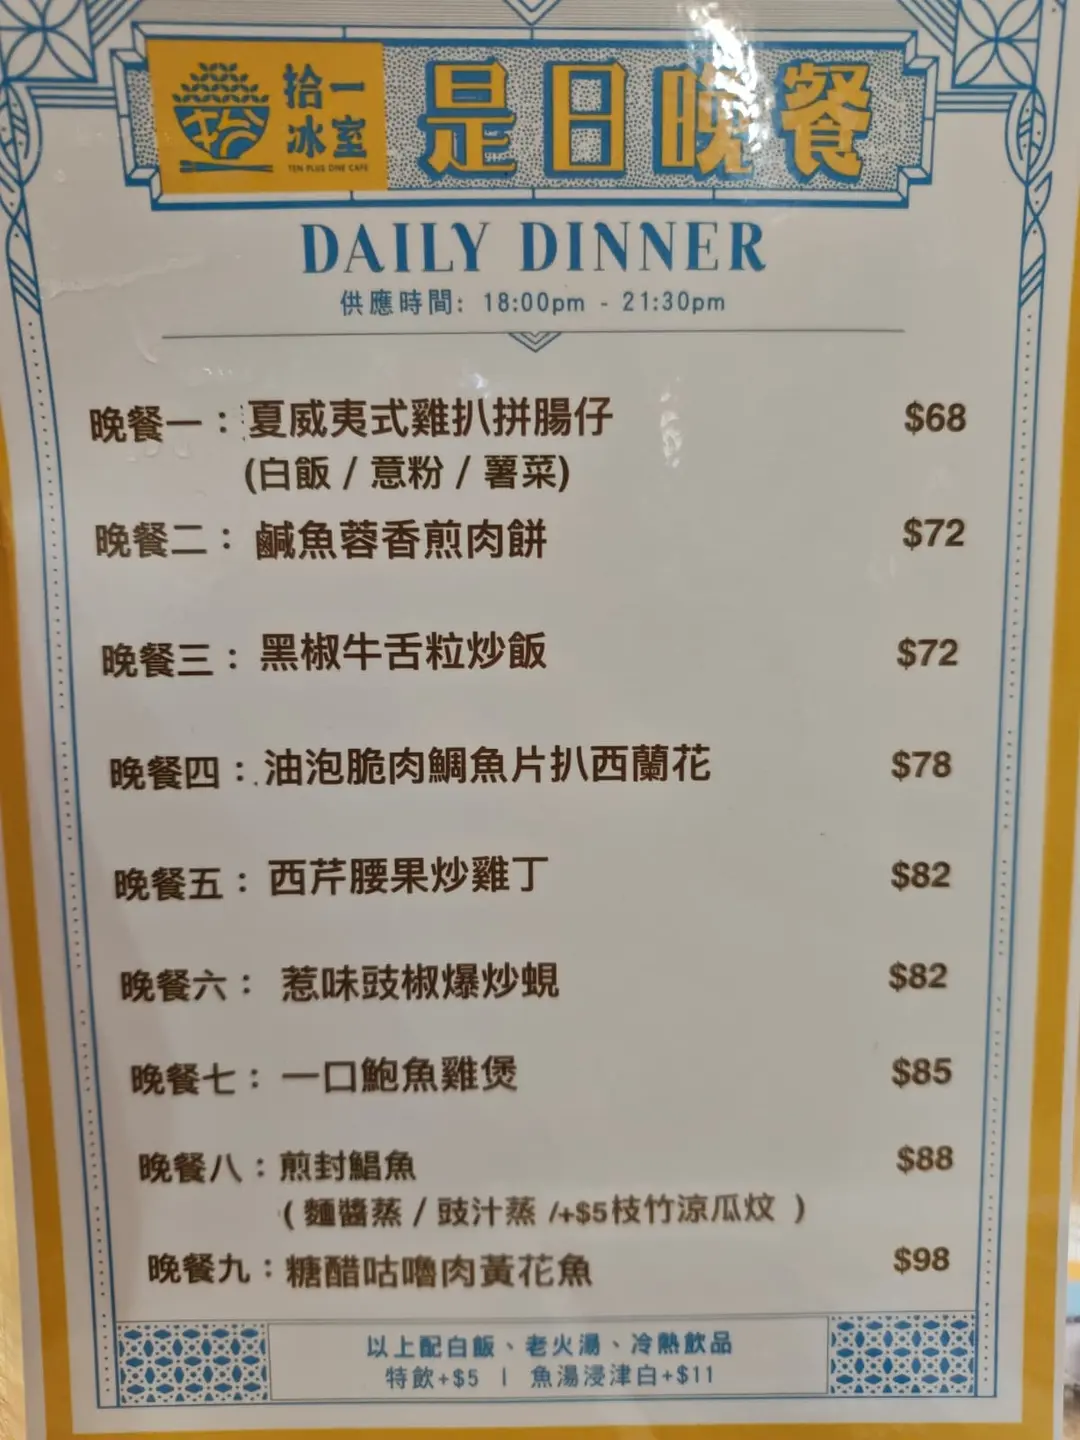 拾一
冰室
TEN PLUS ONE CAFE
是日晚餐
DAILY DINNER
供應時間: 18:00pm - 21:30pm
晚餐一：夏威夷式雞扒拼腸仔 $68
(白飯 / 意粉 / 薯菜)
晚餐二：鹹魚蓉香煎肉餅 $72
晚餐三：黑椒牛舌粒炒飯 $72
晚餐四：油泡脆肉鯛魚片扒西蘭花 $78
晚餐五：西芹腰果炒雞丁 $82
晚餐六：惹味豉椒爆炒蜆 $82
晚餐七：一口鮑魚雞煲 $85
晚餐八：煎封鯧魚 $88
( 麵醬蒸 / 豉汁蒸 /+$5枝竹涼瓜炆 )
晚餐九：糖醋咕嚕肉黃花魚 $98
以上配白飯、老火湯、冷熱飲品
特飲+$5 | 魚湯浸津白+$11